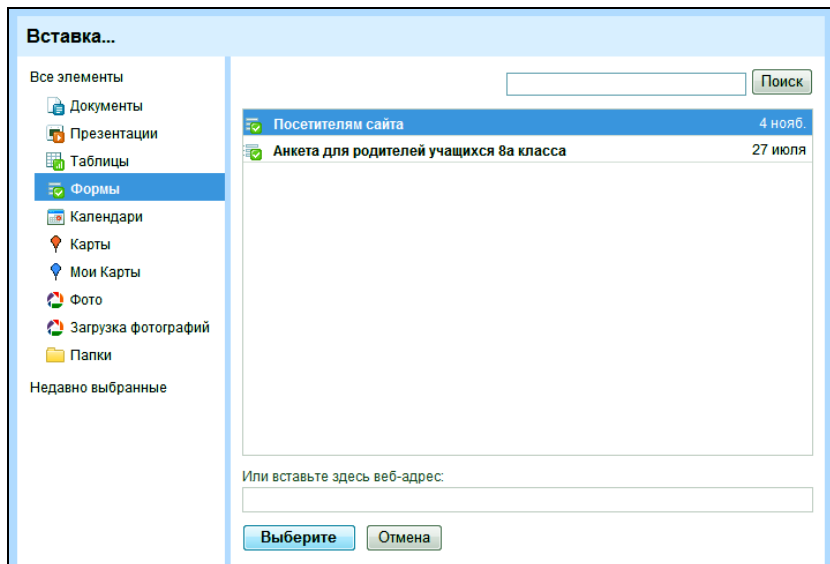 Вставка...
Все элементы
Документы
Презентации
Таблицы
Формы
Календари
Карты
Мои Карты
Фото
Загрузка фотографий
Папки
Недавно выбранные
Поиск
Посетителям сайта 4 нояб.
Анкета для родителей учащихся 8а класса 27 июля
Или вставьте здесь веб-адрес:
Выберите Отмена